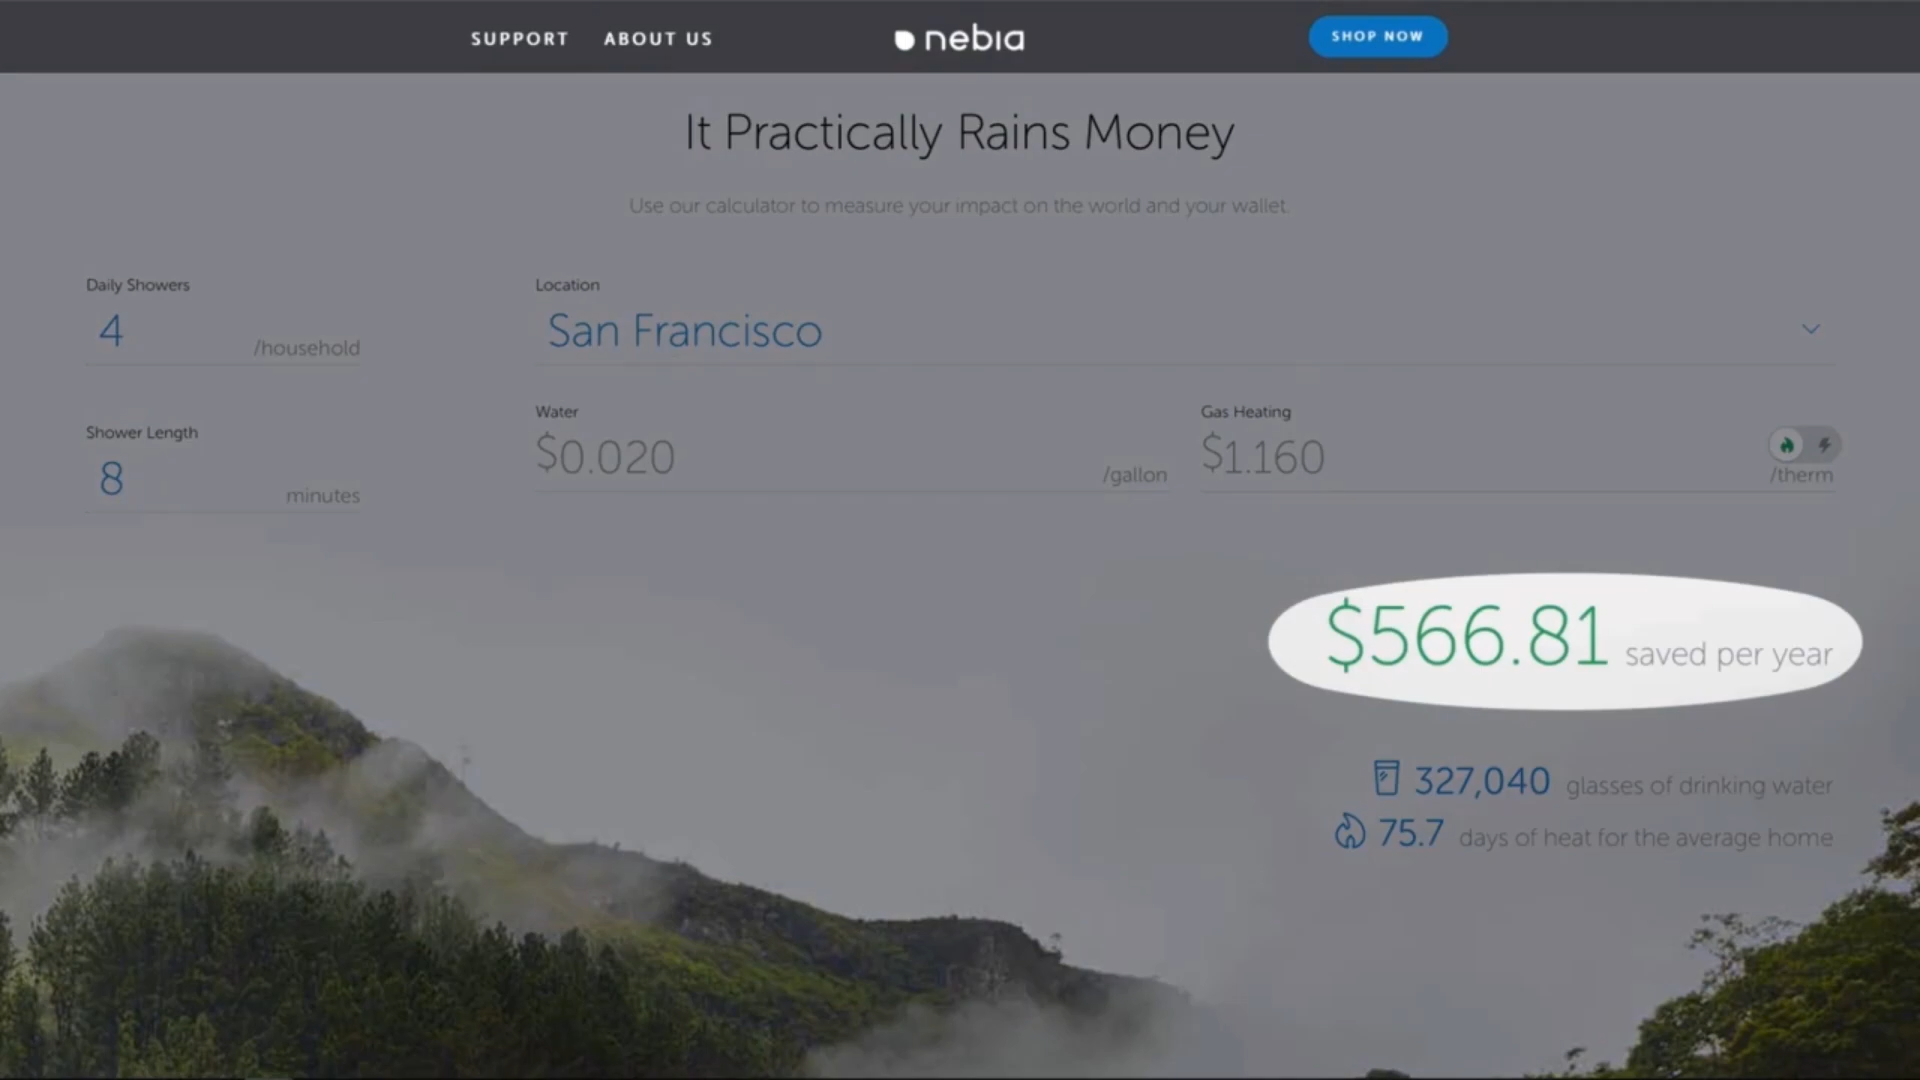 SUPPORT ABOUT US nebia SHOP NOW
It Practically Rains Money
Use our calculator to measure your impact on the world and your wallet.
Daily Showers
4 /household
Location
San Francisco
Shower Length
8 minutes
Water
$0.020 /gallon
Gas Heating
$1.160 /therm
$566.81 saved per year
327,040 glasses of drinking water
75.7 days of heat for the average home